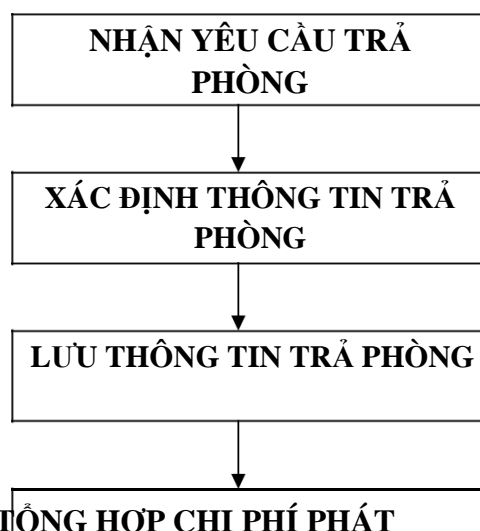 NHẬN YÊU CẦU TRẢ
PHÒNG
XÁC ĐỊNH THÔNG TIN TRẢ
PHÒNG
LƯU THÔNG TIN TRẢ PHÒNG
TỔNG HỢP CHI PHÍ PHÁT